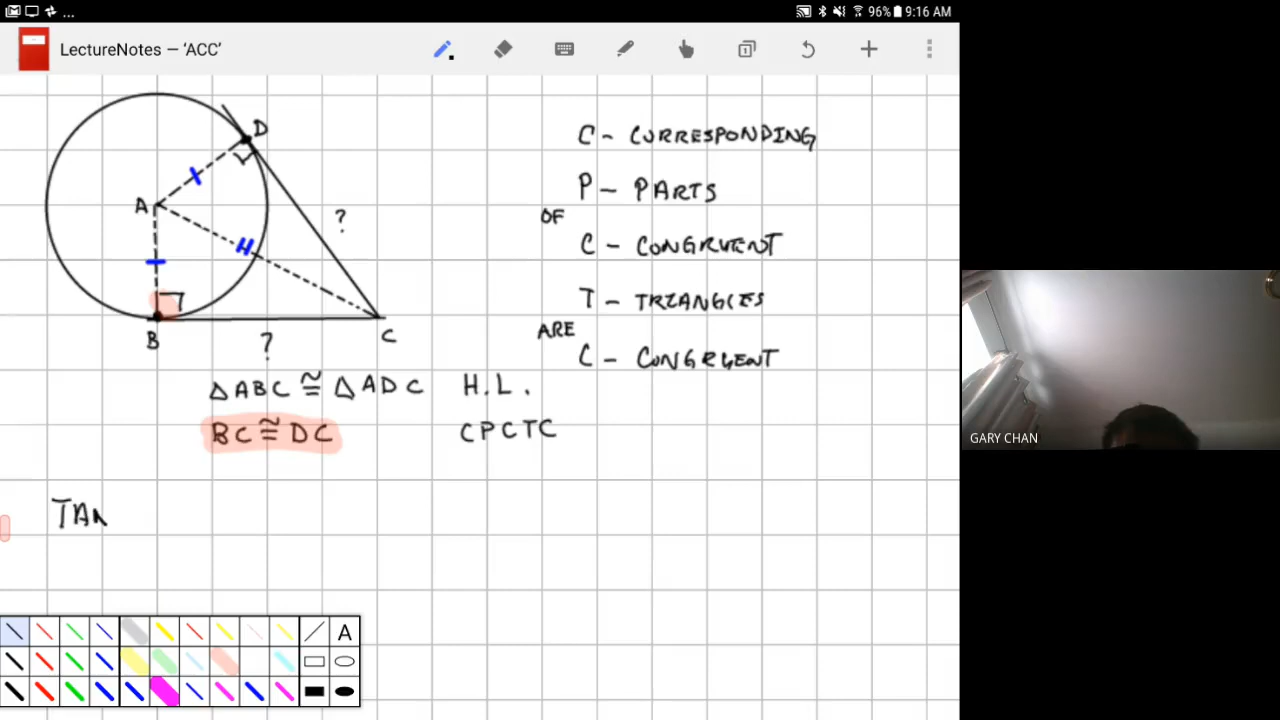 96% 9:16 AM
LectureNotes — ‘ACC’
D
A
?
B
?
C
△ABC ≅ △ADC H.L.
BC ≅ DC CPCTC
TAN
C - CORRESPONDING
P - PARTS
OF
C - CONGRUENT
T - TRIANGLES
ARE
C - CONGRUENT
A
GARY CHAN